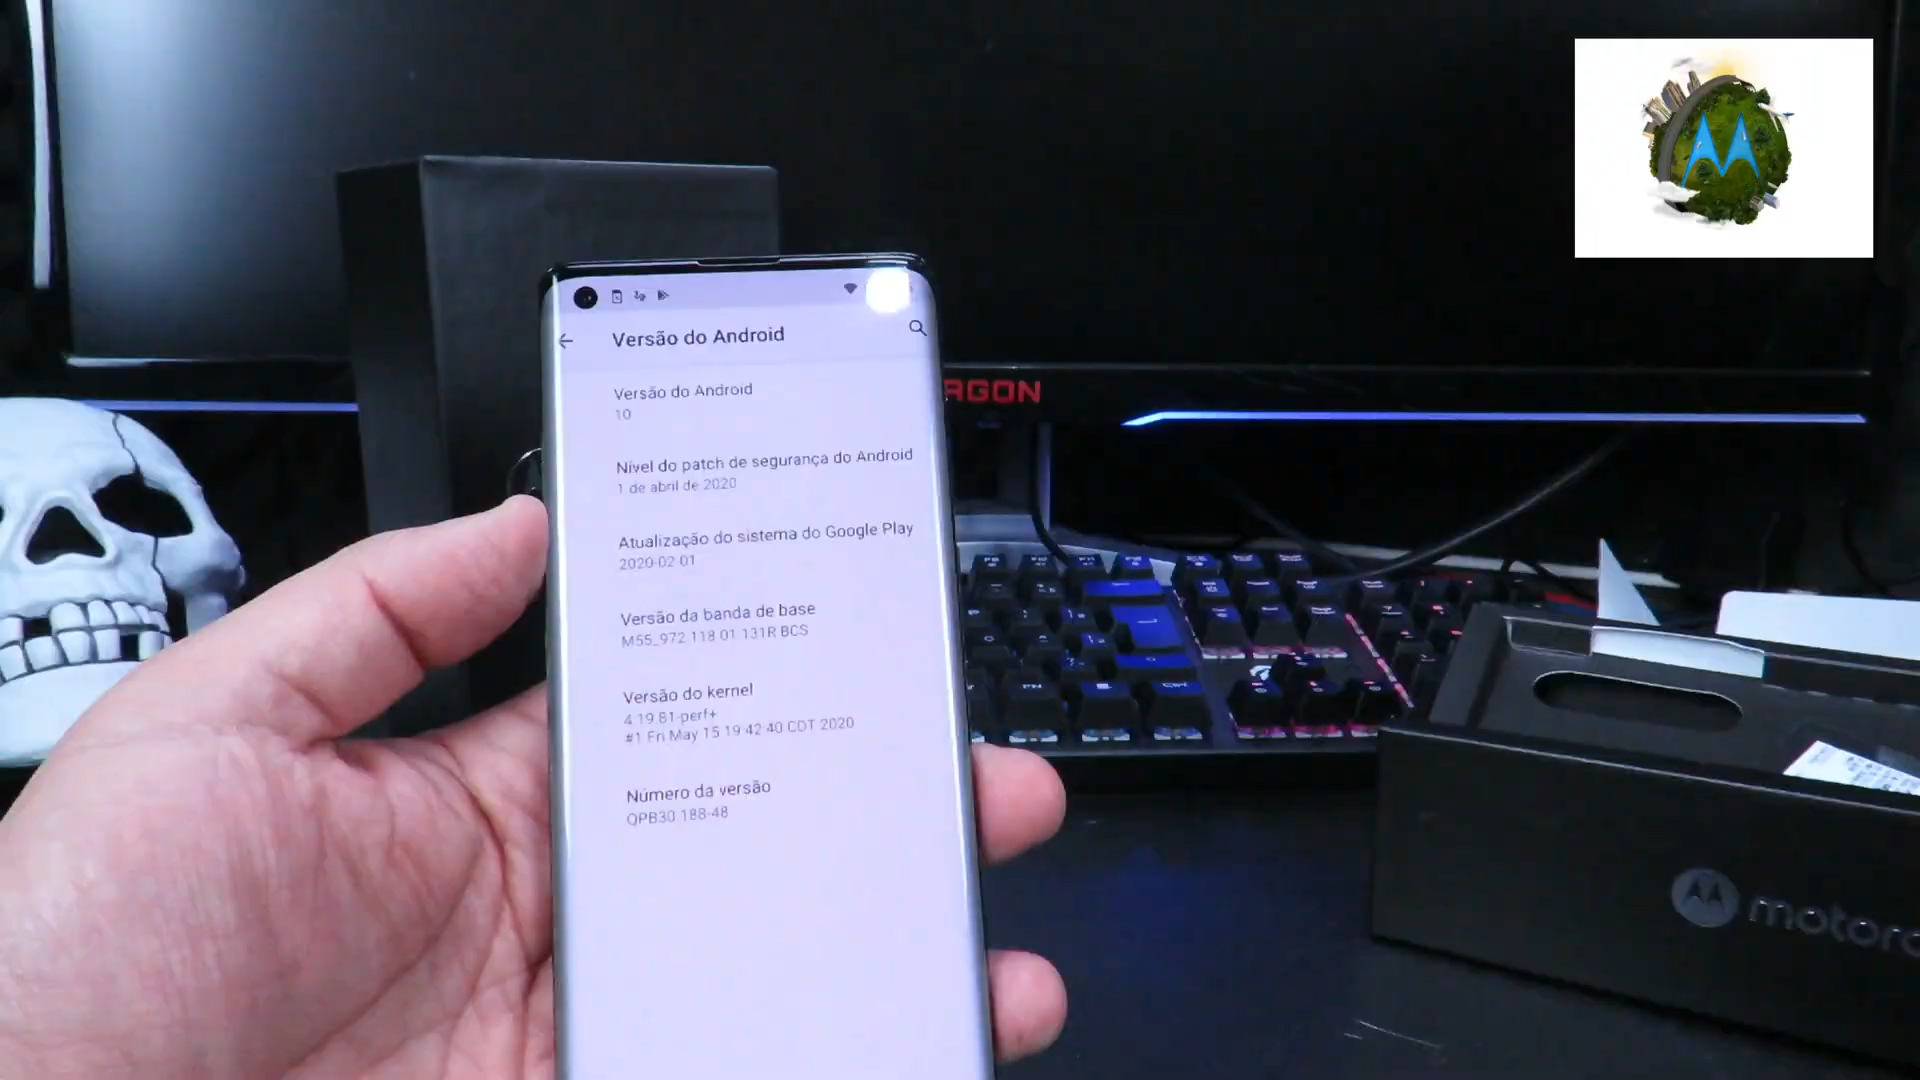 Versão do Android
Versão do Android
10
Nível do patch de segurança do Android
1 de abril de 2020
Atualização do sistema do Google Play
2020-02-01
Versão da banda de base
M55_972 118 01 131R BCS
Versão do kernel
4.19.81-perf+
#1 Fri May 15 19:42:40 CDT 2020
Número da versão
QPB30 188-48
RGON
motoro